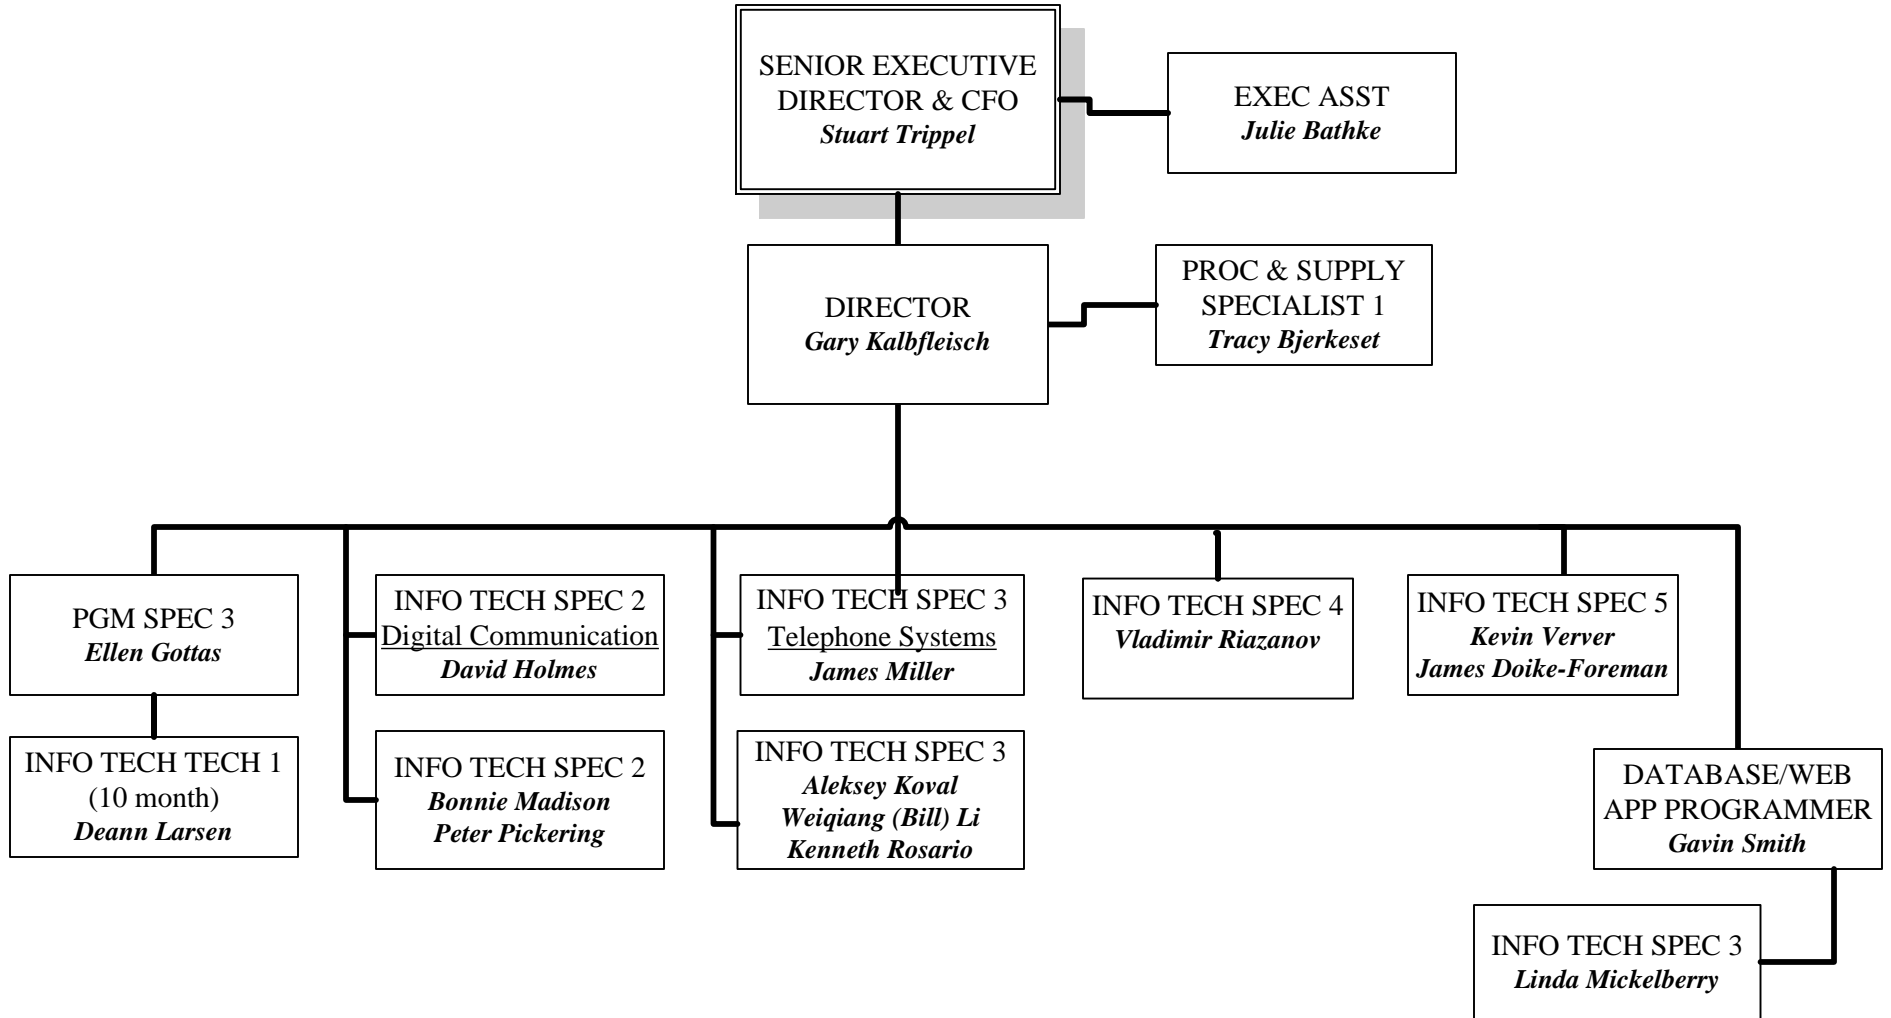 SENIOR EXECUTIVE
DIRECTOR & CFO
Stuart Trippel
EXEC ASST
Julie Bathke
DIRECTOR
Gary Kalbfleisch
PROC & SUPPLY
SPECIALIST 1
Tracy Bjerkeset
PGM SPEC 3
Ellen Gottas
INFO TECH TECH 1
(10 month)
Deann Larsen
INFO TECH SPEC 2
Digital Communication
David Holmes
INFO TECH SPEC 2
Bonnie Madison
Peter Pickering
INFO TECH SPEC 3
Telephone Systems
James Miller
INFO TECH SPEC 3
Aleksey Koval
Weiqiang (Bill) Li
Kenneth Rosario
INFO TECH SPEC 4
Vladimir Riazanov
INFO TECH SPEC 5
Kevin Verver
James Doike-Foreman
DATABASE/WEB
APP PROGRAMMER
Gavin Smith
INFO TECH SPEC 3
Linda Mickelberry